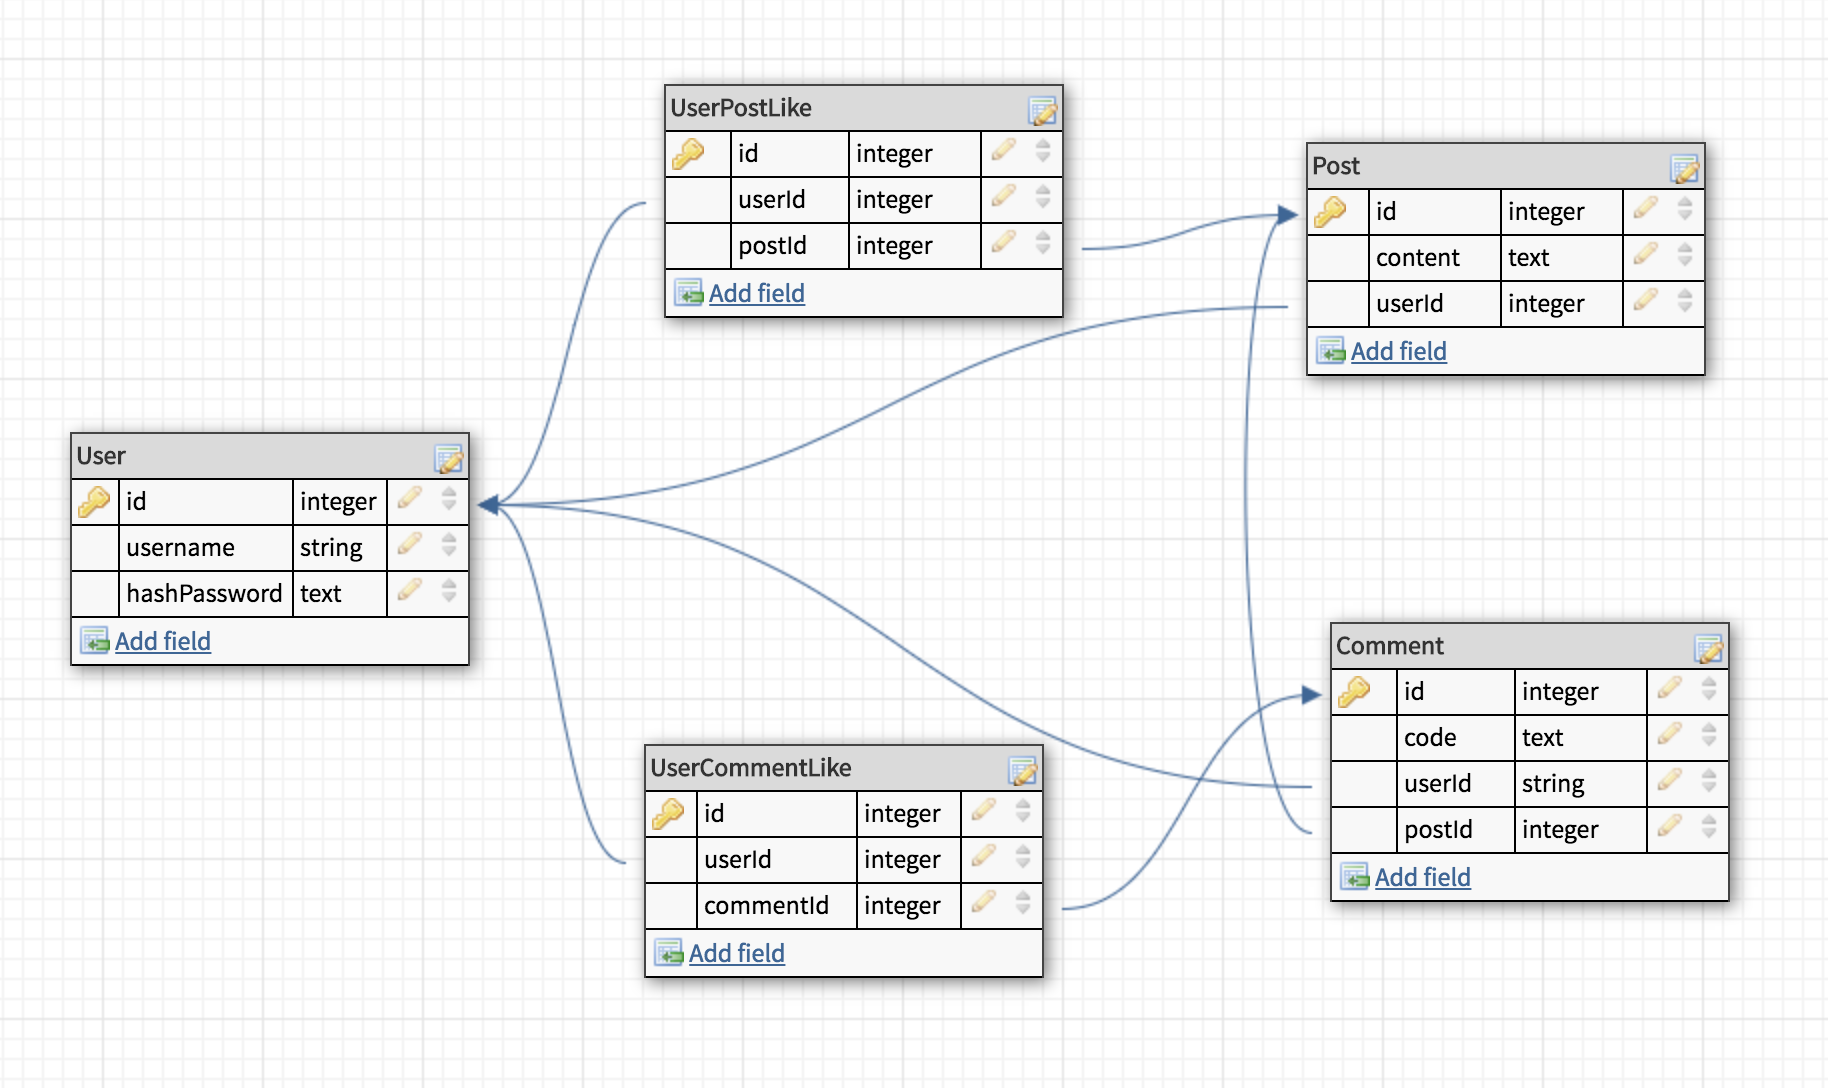 UserPostLike
id integer
userId integer
postId integer
Add field
Post
id integer
content text
userId integer
Add field
User
id integer
username string
hashPassword text
Add field
Comment
id integer
code text
userId string
postId integer
Add field
UserCommentLike
id integer
userId integer
commentId integer
Add field